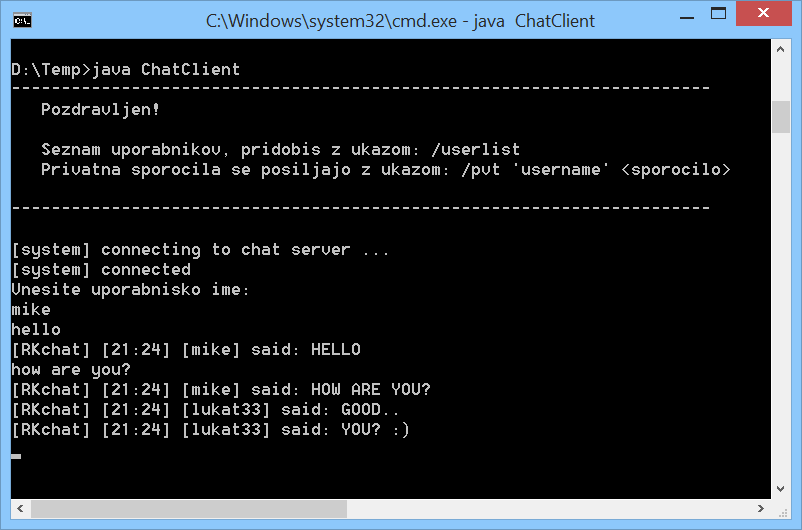 C:\Windows\system32\cmd.exe - java  ChatClient
D:\Temp>java ChatClient
----------------------------------------------------------------------
   Pozdravljen!
   Seznam uporabnikov, pridobis z ukazom: /userlist
   Privatna sporocila se posiljajo z ukazom: /pvt 'username' <sporocilo>
----------------------------------------------------------------------
[system] connecting to chat server ...
[system] connected
Vnesite uporabnisko ime:
mike
hello
[RKchat] [21:24] [mike] said: HELLO
how are you?
[RKchat] [21:24] [mike] said: HOW ARE YOU?
[RKchat] [21:24] [lukat33] said: GOOD..
[RKchat] [21:24] [lukat33] said: YOU? :)